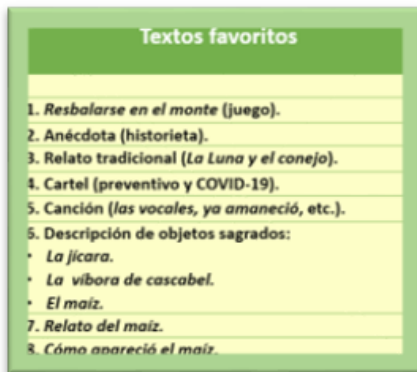 Textos favoritos
1. Resbalarse en el monte (juego).
2. Anécdota (historieta).
3. Relato tradicional (La Luna y el conejo).
4. Cartel (preventivo y COVID-19).
5. Canción (las vocales, ya amaneció, etc.).
6. Descripción de objetos sagrados:
• La jícara.
• La víbora de cascabel.
• El maíz.
7. Relato del maíz.
8. Cómo apareció el maíz.